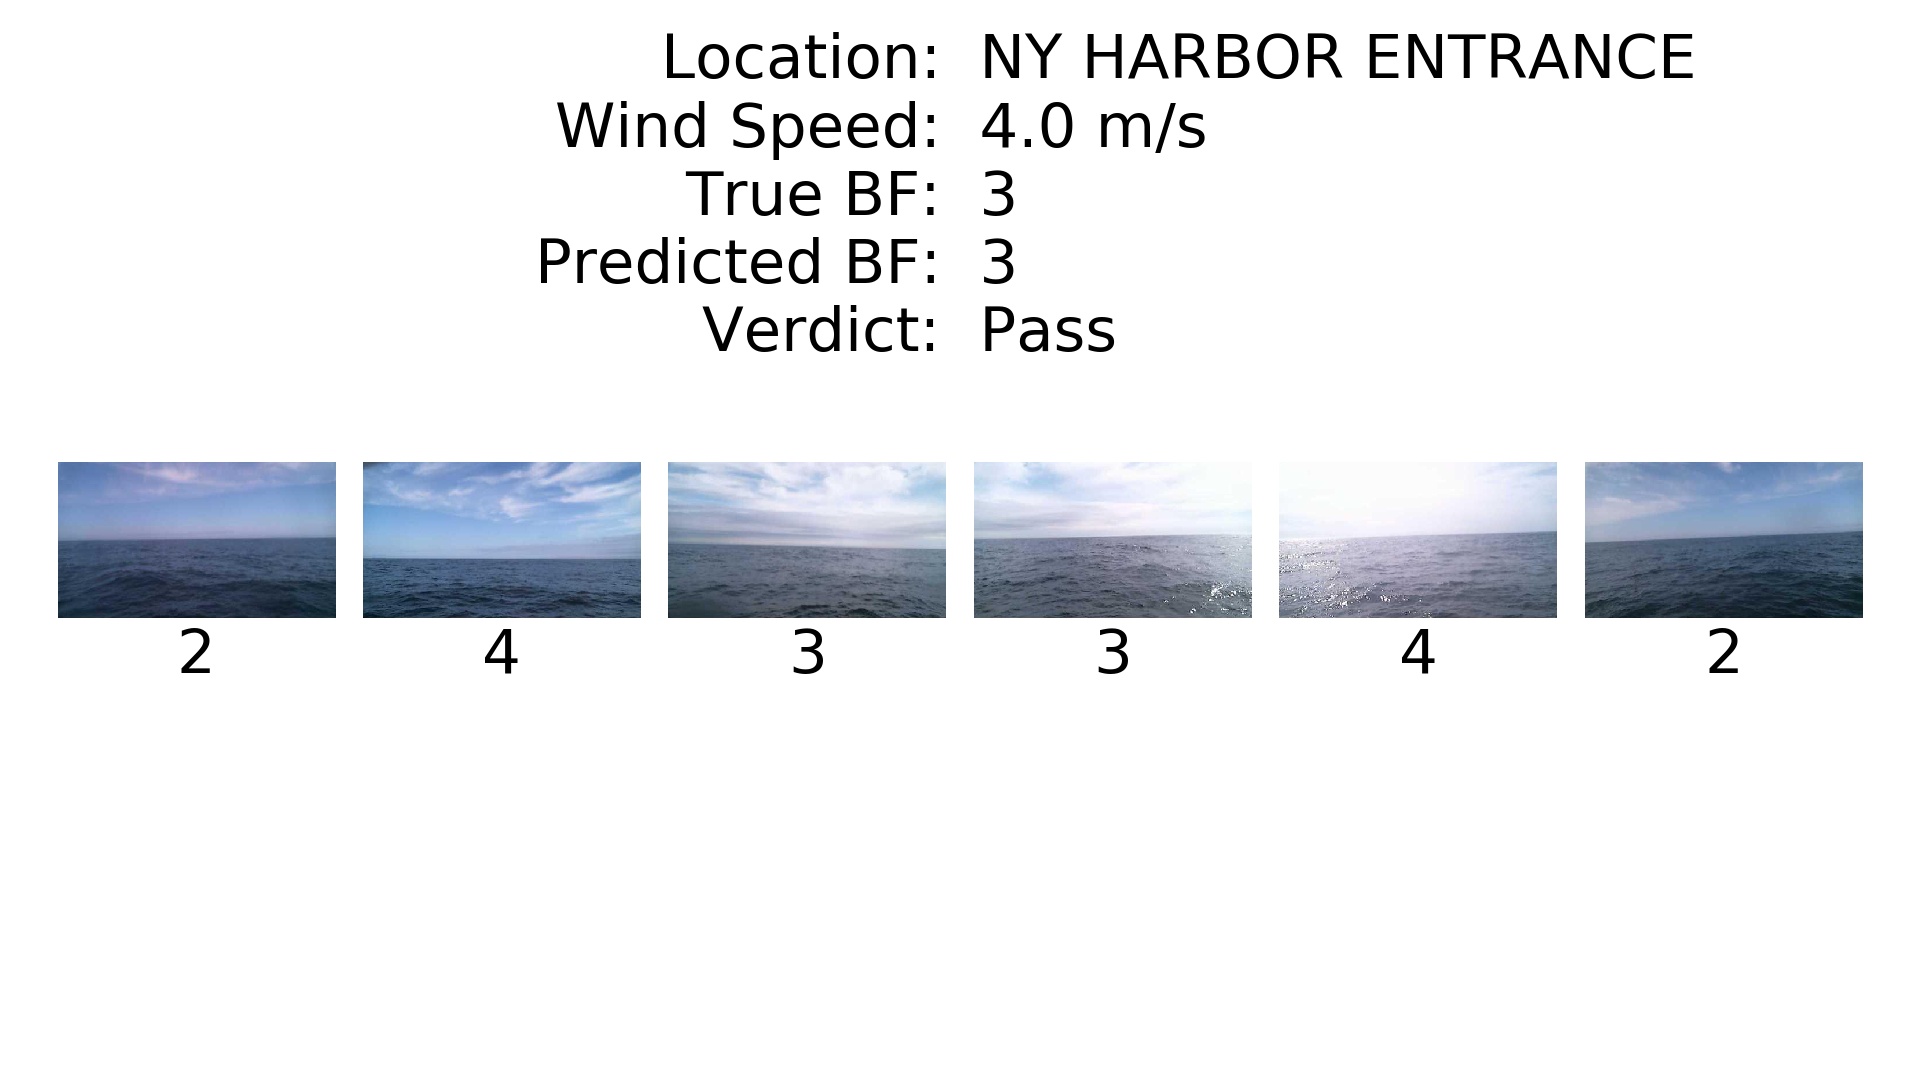 Location: NY HARBOR ENTRANCE
Wind Speed: 4.0 m/s
True BF: 3
Predicted BF: 3
Verdict: Pass
2 4 3 3 4 2